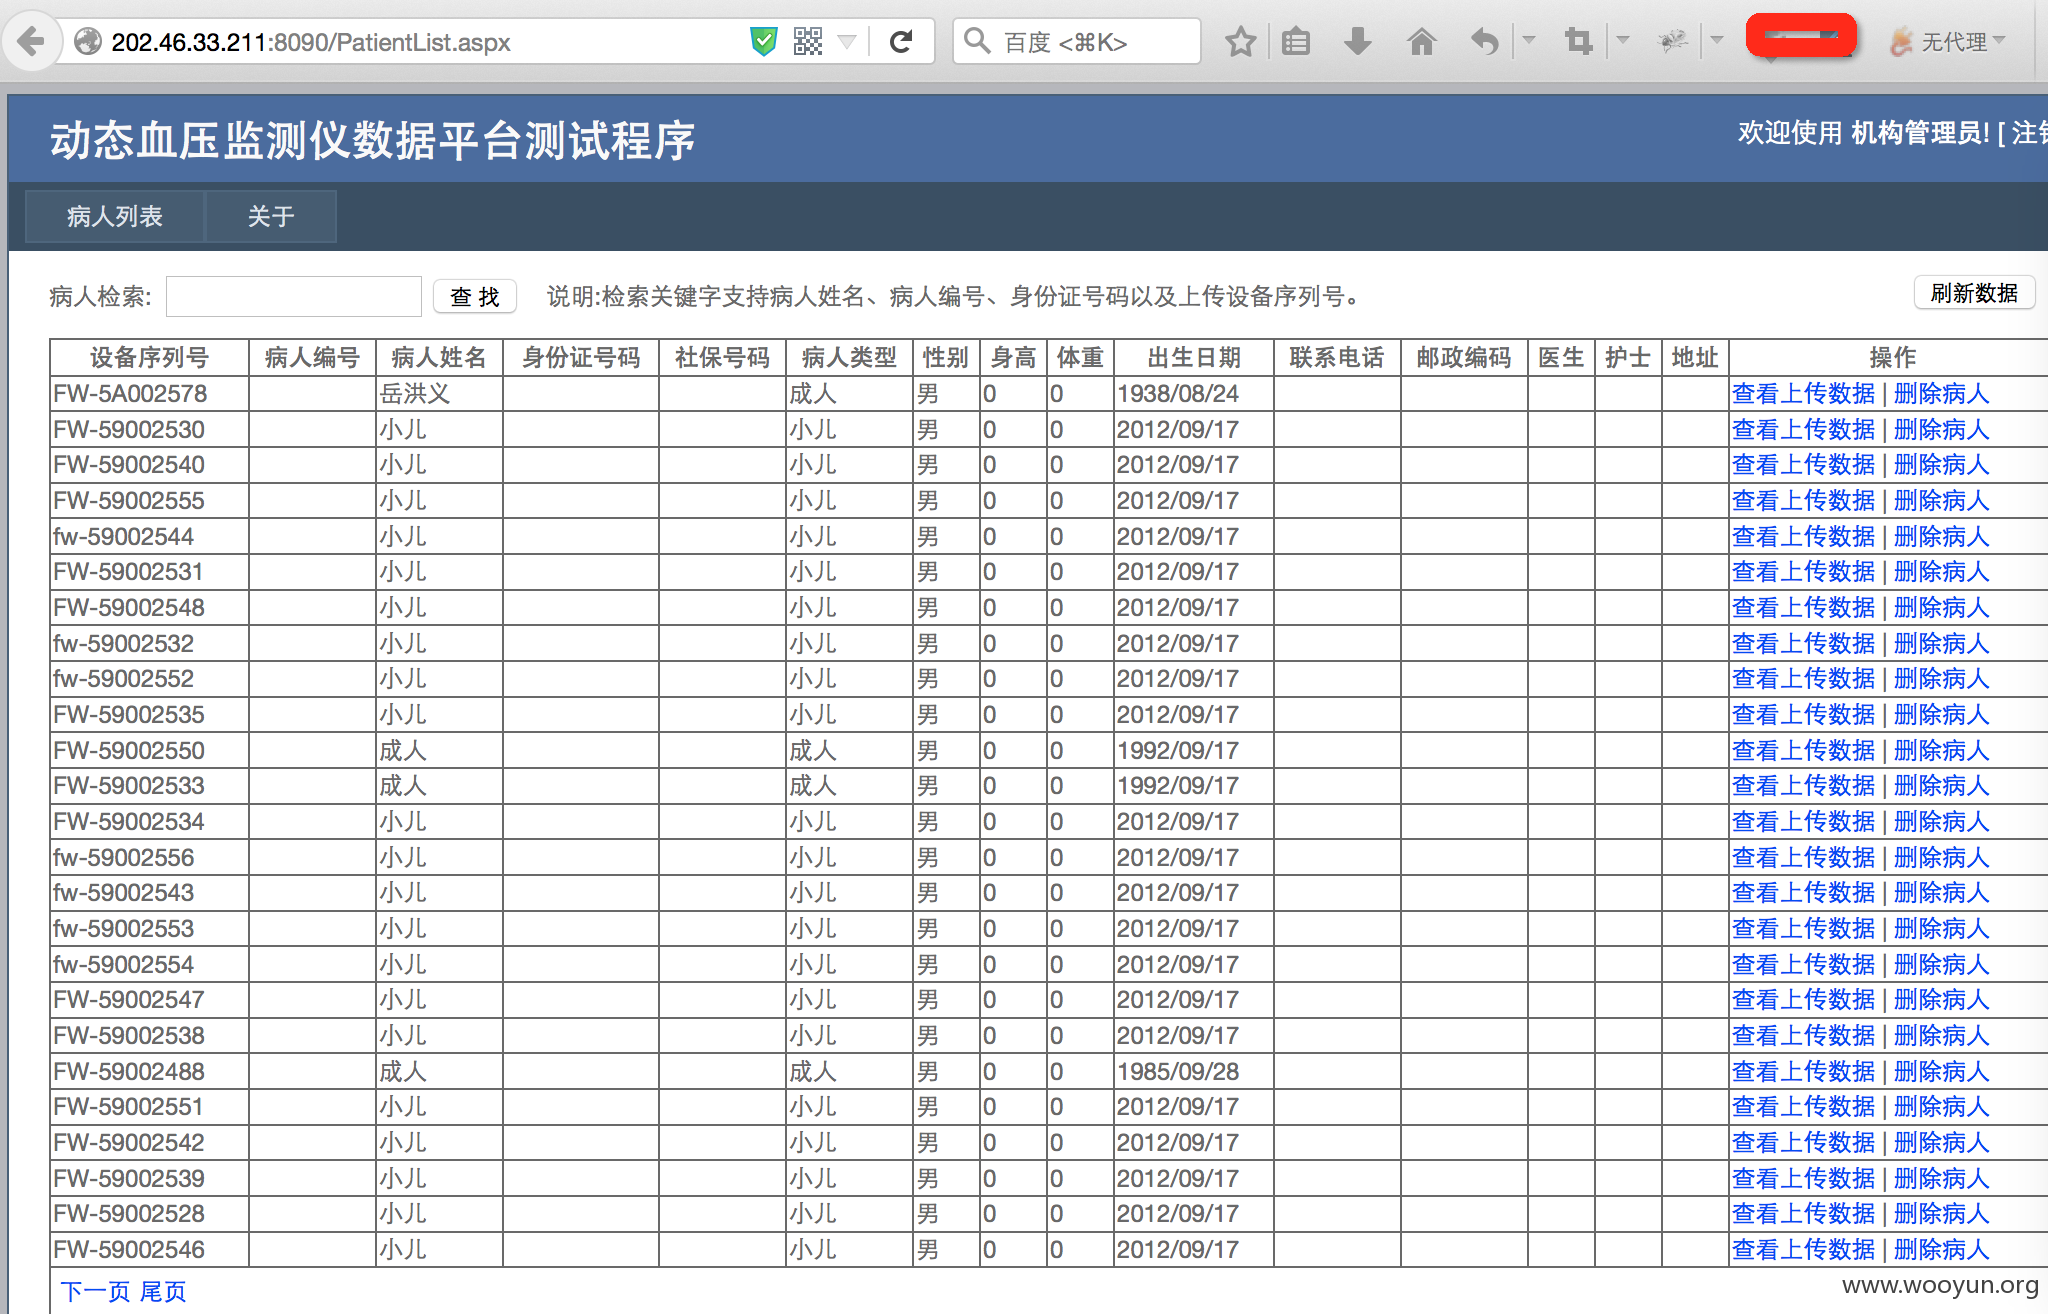 202.46.33.211:8090/PatientList.aspx 百度 <⌘K> 无代理
动态血压监测仪数据平台测试程序 欢迎使用 机构管理员! [ 注
病人列表 关于
病人检索: 查 找 说明:检索关键字支持病人姓名、病人编号、身份证号码以及上传设备序列号。 刷新数据
设备序列号 病人编号 病人姓名 身份证号码 社保号码 病人类型 性别 身高 体重 出生日期 联系电话 邮政编码 医生 护士 地址 操作
FW-5A002578 岳洪义 成人 男 0 0 1938/08/24 查看上传数据 | 删除病人
FW-59002530 小儿 小儿 男 0 0 2012/09/17 查看上传数据 | 删除病人
FW-59002540 小儿 小儿 男 0 0 2012/09/17 查看上传数据 | 删除病人
FW-59002555 小儿 小儿 男 0 0 2012/09/17 查看上传数据 | 删除病人
fw-59002544 小儿 小儿 男 0 0 2012/09/17 查看上传数据 | 删除病人
FW-59002531 小儿 小儿 男 0 0 2012/09/17 查看上传数据 | 删除病人
FW-59002548 小儿 小儿 男 0 0 2012/09/17 查看上传数据 | 删除病人
fw-59002532 小儿 小儿 男 0 0 2012/09/17 查看上传数据 | 删除病人
fw-59002552 小儿 小儿 男 0 0 2012/09/17 查看上传数据 | 删除病人
FW-59002535 小儿 小儿 男 0 0 2012/09/17 查看上传数据 | 删除病人
FW-59002550 成人 成人 男 0 0 1992/09/17 查看上传数据 | 删除病人
FW-59002533 成人 成人 男 0 0 1992/09/17 查看上传数据 | 删除病人
FW-59002534 小儿 小儿 男 0 0 2012/09/17 查看上传数据 | 删除病人
fw-59002556 小儿 小儿 男 0 0 2012/09/17 查看上传数据 | 删除病人
fw-59002543 小儿 小儿 男 0 0 2012/09/17 查看上传数据 | 删除病人
fw-59002553 小儿 小儿 男 0 0 2012/09/17 查看上传数据 | 删除病人
fw-59002554 小儿 小儿 男 0 0 2012/09/17 查看上传数据 | 删除病人
FW-59002547 小儿 小儿 男 0 0 2012/09/17 查看上传数据 | 删除病人
FW-59002538 小儿 小儿 男 0 0 2012/09/17 查看上传数据 | 删除病人
FW-59002488 成人 成人 男 0 0 1985/09/28 查看上传数据 | 删除病人
FW-59002551 小儿 小儿 男 0 0 2012/09/17 查看上传数据 | 删除病人
FW-59002542 小儿 小儿 男 0 0 2012/09/17 查看上传数据 | 删除病人
FW-59002539 小儿 小儿 男 0 0 2012/09/17 查看上传数据 | 删除病人
FW-59002528 小儿 小儿 男 0 0 2012/09/17 查看上传数据 | 删除病人
FW-59002546 小儿 小儿 男 0 0 2012/09/17 查看上传数据 | 删除病人
下一页 尾页
www.wooyun.org